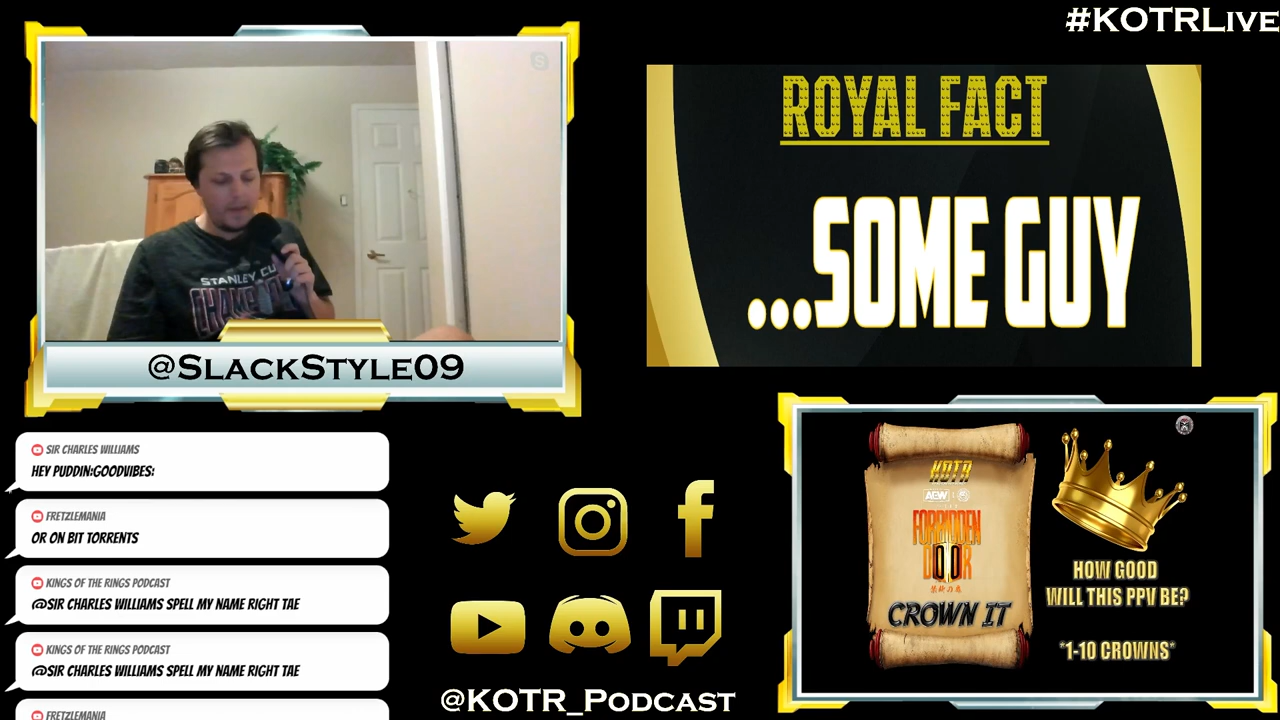 #KOTRLive
ROYAL FACT
...SOME GUY
STANLEY CU
@SlackStyle09
SIR CHARLES WILLIAMS
HEY PUDDIN:GOODVIBES:
FRETZLEMANIA
OR ON BIT TORRENTS
KINGS OF THE RINGS PODCAST
@SIR CHARLES WILLIAMS SPELL MY NAME RIGHT TAE
KINGS OF THE RINGS PODCAST
@SIR CHARLES WILLIAMS SPELL MY NAME RIGHT TAE
FRETZLEMANIA
@KOTR_Podcast
KOTR
AEW
FORBIDDEN
DOOR
CROWN IT
HOW GOOD
WILL THIS PPV BE?
*1-10 CROWNS*